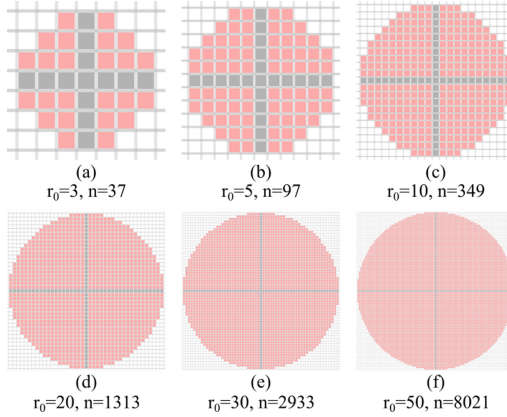 (a) (b) (c)
r₀=3, n=37 r₀=5, n=97 r₀=10, n=349
(d) (e) (f)
r₀=20, n=1313 r₀=30, n=2933 r₀=50, n=8021